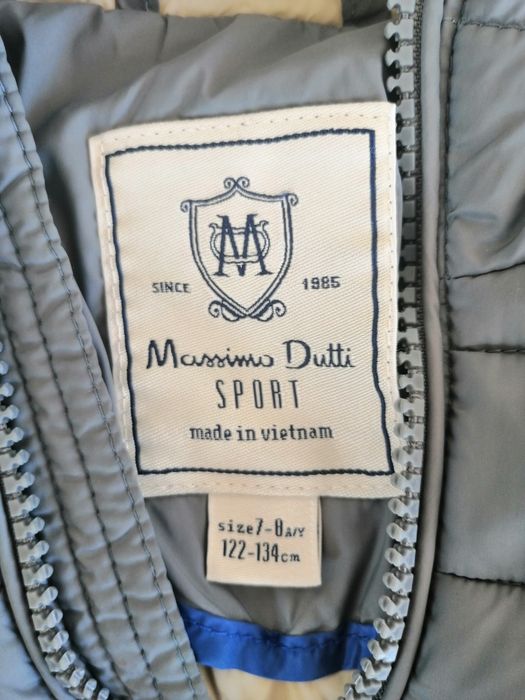 M
SINCE 1985
Massimo Dutti
SPORT
made in vietnam
size 7-8 A/Y
122-134cm